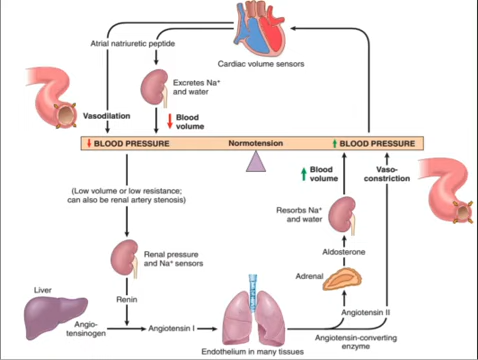 Atrial natriuretic peptide
Cardiac volume sensors
Excretes Na+
and water
Vasodilation
Blood
volume
BLOOD PRESSURE
Normotension
BLOOD PRESSURE
(Low volume or low resistance;
can also be renal artery stenosis)
Blood
volume
Vaso-
constriction
Resorbs Na+
and water
Renal pressure
and Na+ sensors
Aldosterone
Adrenal
Liver
Renin
Angio-
tensinogen
Angiotensin I
Angiotensin II
Angiotensin-converting
enzyme
Endothelium in many tissues